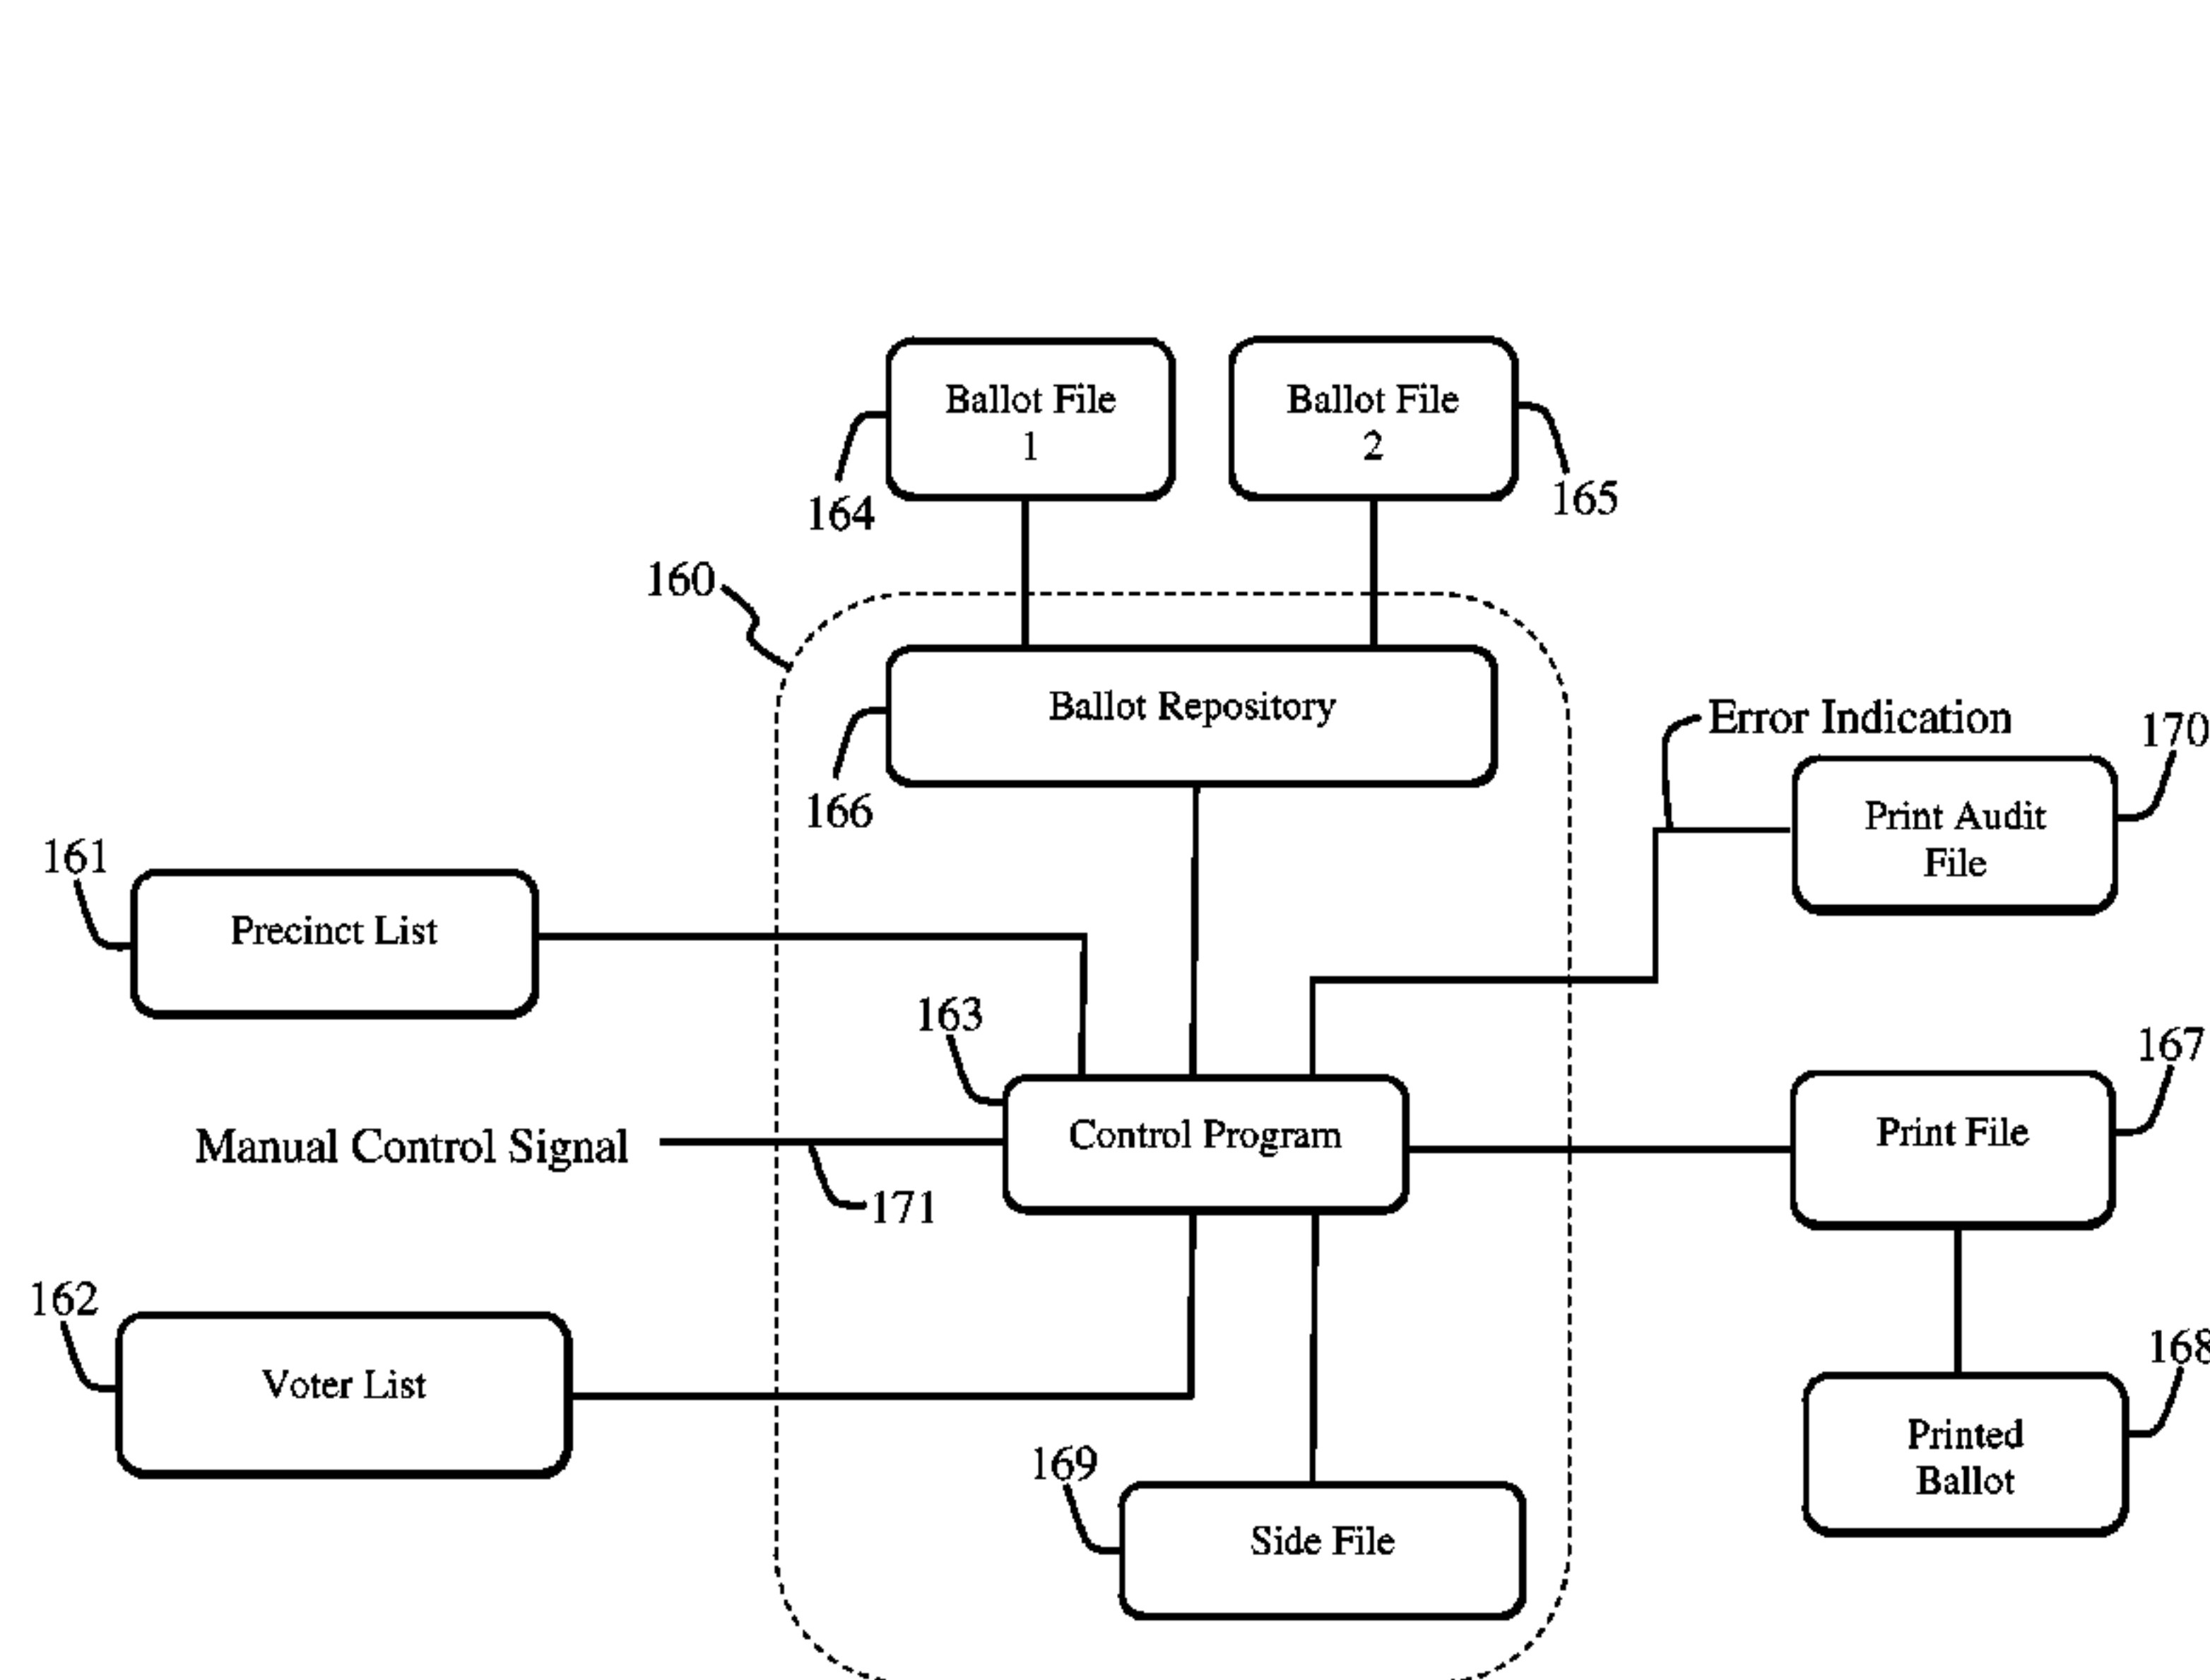 Ballot File
1
Ballot File
2
164
165
160
Ballot Repository
166
Error Indication
170
Print Audit
File
161
Precinct List
163
167
Control Program
Print File
Manual Control Signal
171
162
Voter List
168
Printed
Ballot
169
Side File